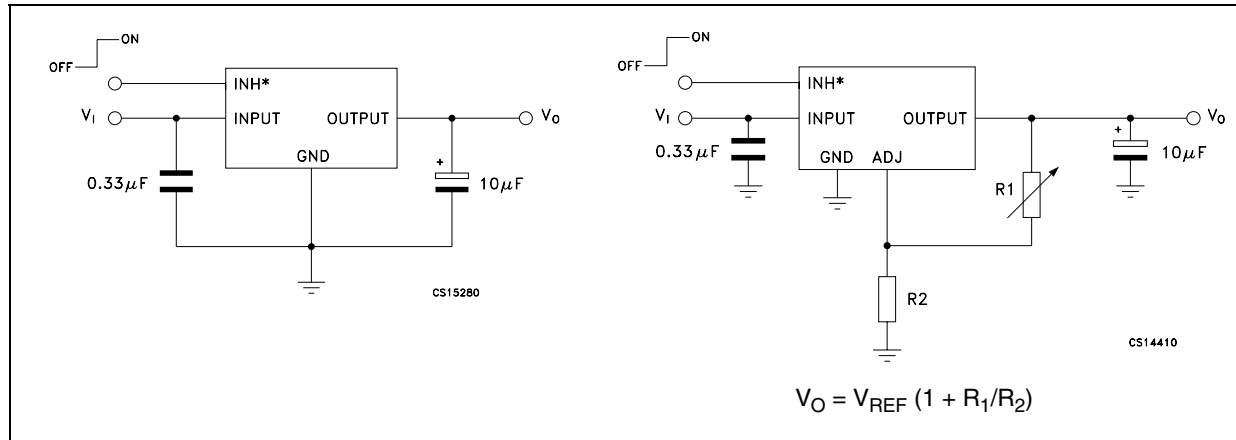 ON
OFF
INH*
V_I
INPUT
OUTPUT
V_O
GND
0.33μF
+
10μF
CS15280
ON
OFF
INH*
V_I
INPUT
OUTPUT
V_O
0.33μF
GND
ADJ
+
10μF
R1
R2
CS14410
V_O = V_REF (1 + R_1/R_2)